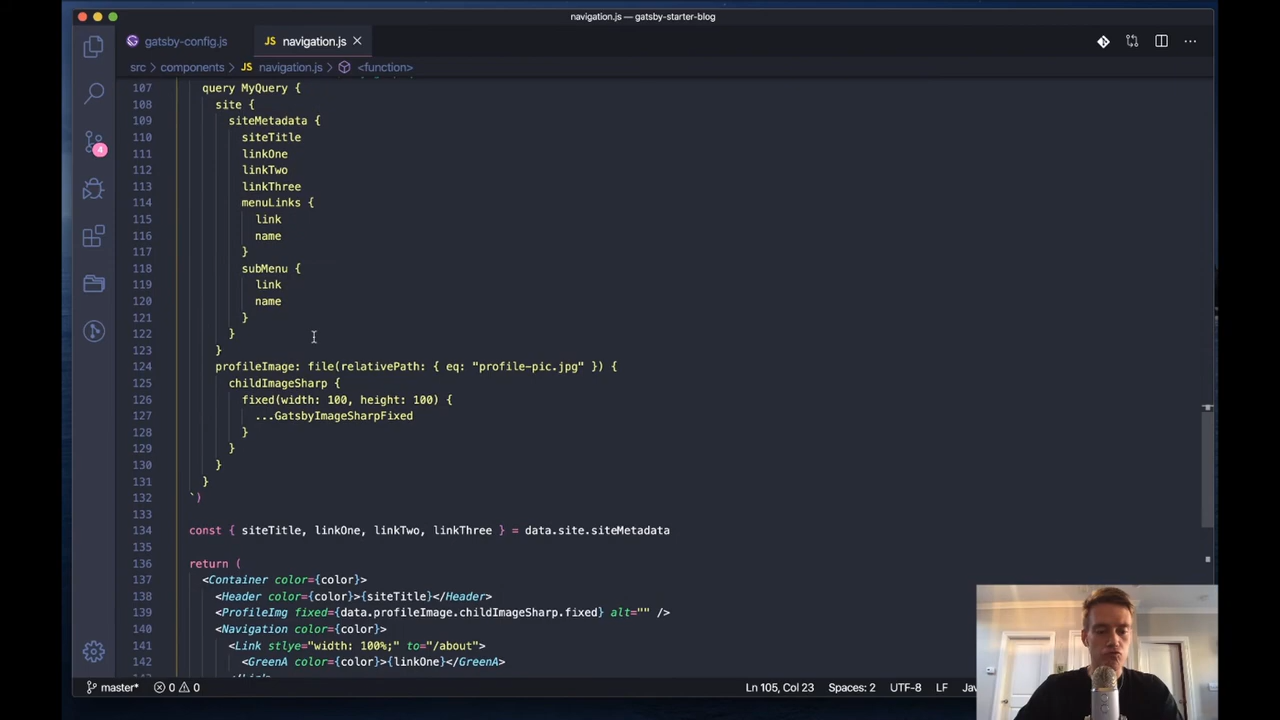 navigation.js — gatsby-starter-blog
gatsby-config.js
JS navigation.js
src > components > JS navigation.js > <function>
107 query MyQuery {
108 site {
109 siteMetadata {
110 siteTitle
111 linkOne
112 linkTwo
113 linkThree
114 menuLinks {
115 link
116 name
117 }
118 subMenu {
119 link
120 name
121 }
122 }
123 }
124 profileImage: file(relativePath: { eq: "profile-pic.jpg" }) {
125 childImageSharp {
126 fixed(width: 100, height: 100) {
127 ...GatsbyImageSharpFixed
128 }
129 }
130 }
131 }
132 `)
133
134 const { siteTitle, linkOne, linkTwo, linkThree } = data.site.siteMetadata
135
136 return (
137 <Container color={color}>
138 <Header color={color}>{siteTitle}</Header>
139 <ProfileImg fixed={data.profileImage.childImageSharp.fixed} alt="" />
140 <Navigation color={color}>
141 <Link stlye="width: 100%;" to="/about">
142 <GreenA color={color}>{linkOne}</GreenA>
4
master* 0 0
Ln 105, Col 23 Spaces: 2 UTF-8 LF